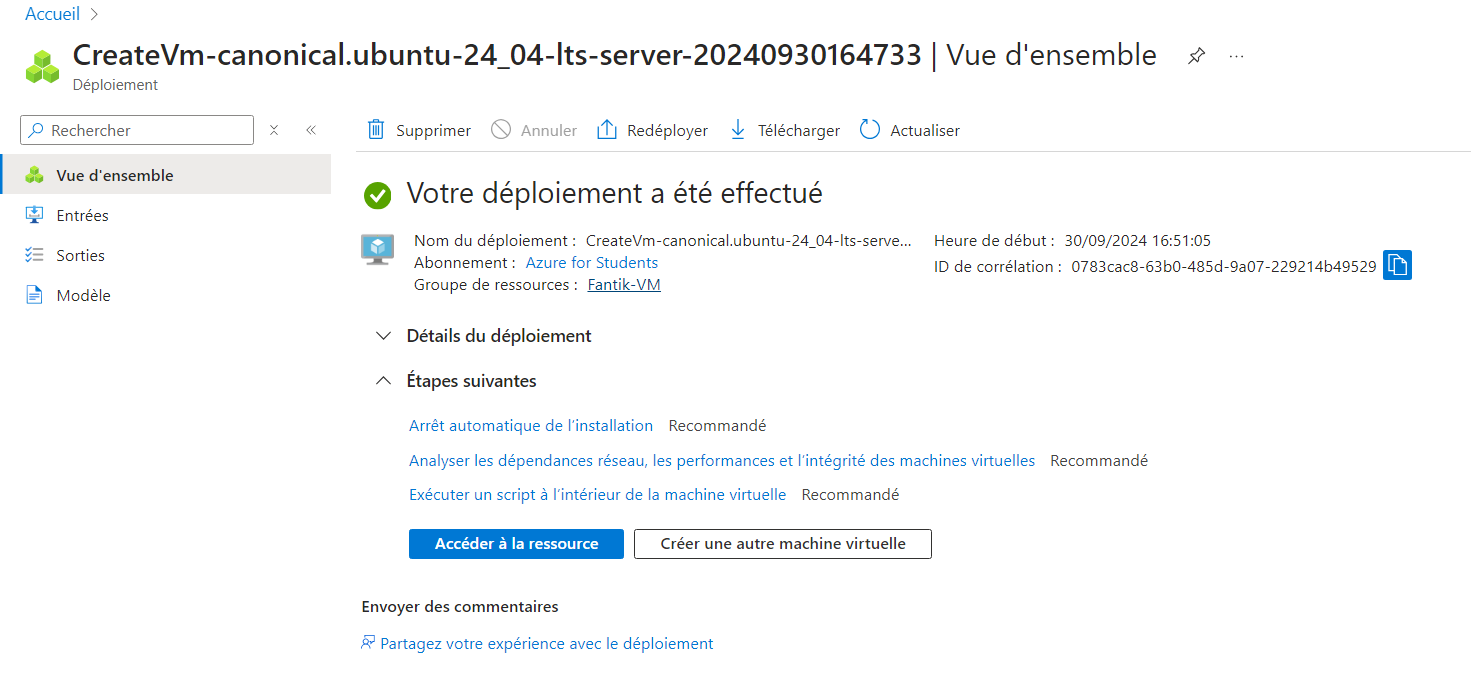 Accueil
CreateVm-canonical.ubuntu-24_04-lts-server-20240930164733 | Vue d'ensemble
Déploiement
Rechercher
Supprimer Annuler Redéployer Télécharger Actualiser
Vue d'ensemble
Entrées
Sorties
Modèle
Votre déploiement a été effectué
Nom du déploiement : CreateVm-canonical.ubuntu-24_04-lts-serve...
Abonnement : Azure for Students
Groupe de ressources : Fantik-VM
Heure de début : 30/09/2024 16:51:05
ID de corrélation : 0783cac8-63b0-485d-9a07-229214b49529
Détails du déploiement
Étapes suivantes
Arrêt automatique de l'installation Recommandé
Analyser les dépendances réseau, les performances et l'intégrité des machines virtuelles Recommandé
Exécuter un script à l'intérieur de la machine virtuelle Recommandé
Accéder à la ressource Créer une autre machine virtuelle
Envoyer des commentaires
Partagez votre expérience avec le déploiement